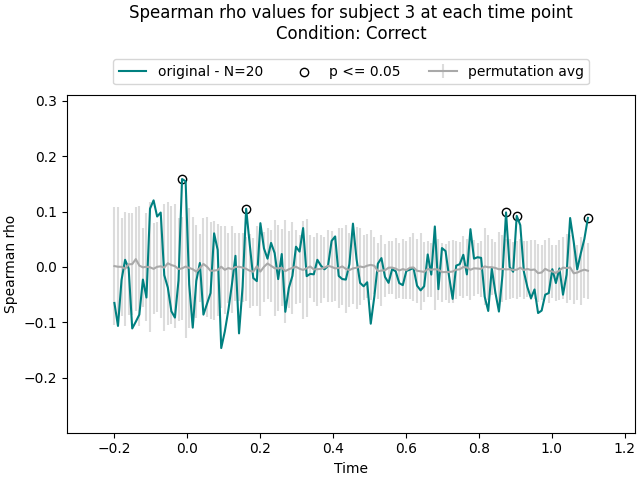 Spearman rho values for subject 3 at each time point
Condition: Correct
original - N=20 p <= 0.05 permutation avg
0.3
0.2
0.1
0.0
−0.1
−0.2
Spearman rho
−0.2 0.0 0.2 0.4 0.6 0.8 1.0 1.2
Time